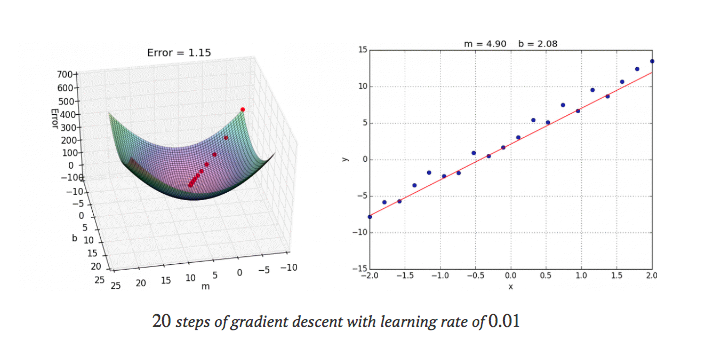 Error = 1.15
700
600
500
400
300
200
100
0
−100
Error
−10
−5
0
5
10
15
20
25
b
25 20 15 10 5 0 −5 −10
m
m = 4.90 b = 2.08
15
10
5
0
−5
−10
−15
y
−2.0 −1.5 −1.0 −0.5 0.0 0.5 1.0 1.5 2.0
x
20 steps of gradient descent with learning rate of 0.01